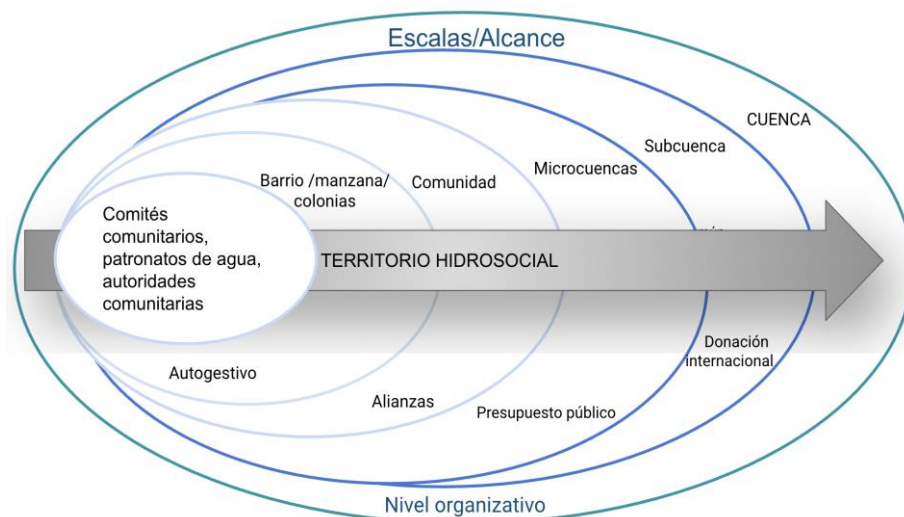 Escalas/Alcance
CUENCA
Subcuenca
Microcuencas
Barrio /manzana/
colonias
Comunidad
Comités
comunitarios,
patronatos de agua,
autoridades
comunitarias
TERRITORIO HIDROSOCIAL
Donación
internacional
Autogestivo
Alianzas
Presupuesto público
Nivel organizativo